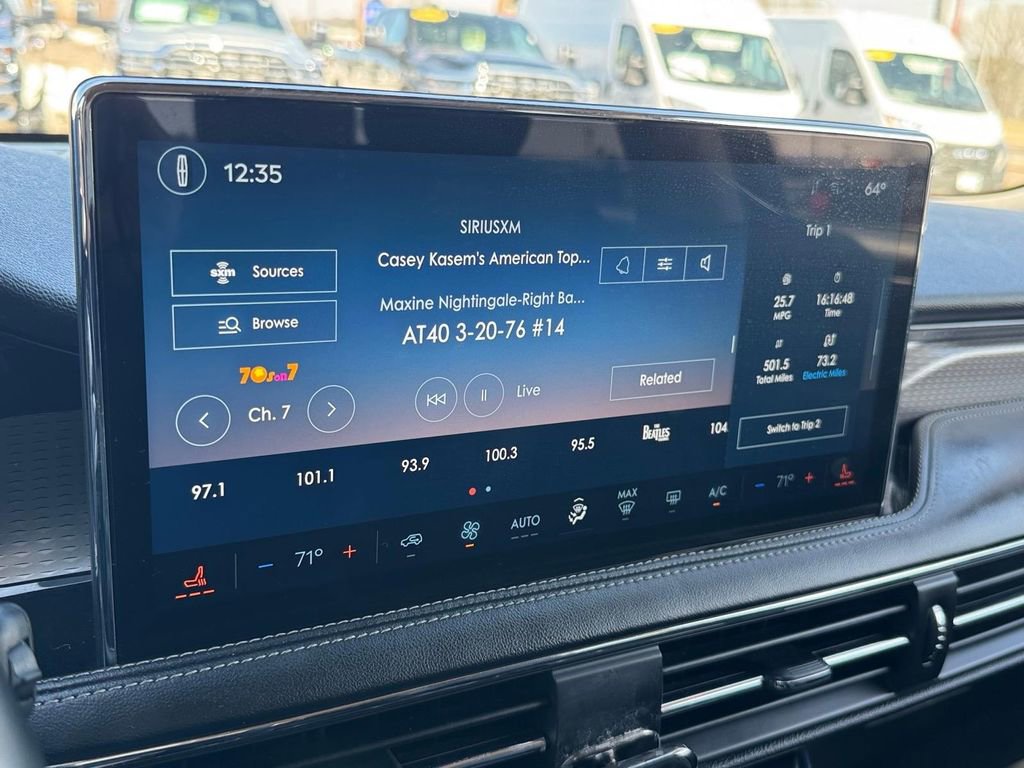 12:35
64°
SIRIUSXM
Trip 1
sxm Sources
Casey Kasem's American Top...
Browse
Maxine Nightingale-Right Ba...
AT40 3-20-76 #14
25.7
MPG
16:16:48
Time
501.5
Total Miles
73.2
Electric Miles
70s on 7
Ch. 7
Live
Related
Switch to Trip 2
97.1
101.1
93.9
100.3
95.5
THE BEATLES
104
71°
+
AUTO
MAX
A/C
71°
+